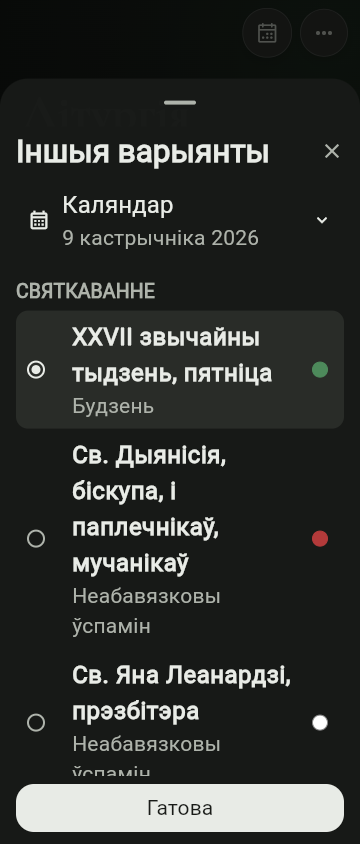 Іншыя варыянты
Каляндар
9 кастрычніка 2026
СВЯТКАВАННЕ
XXVII звычайны
тыдзень, пятніца
Будзень
Св. Дыянісія,
біскупа, і
паплечнікаў,
мучанікаў
Неабавязковы
ўспамін
Св. Яна Леанардзі,
прэзбітэра
Неабавязковы
ўспамін
Гатова